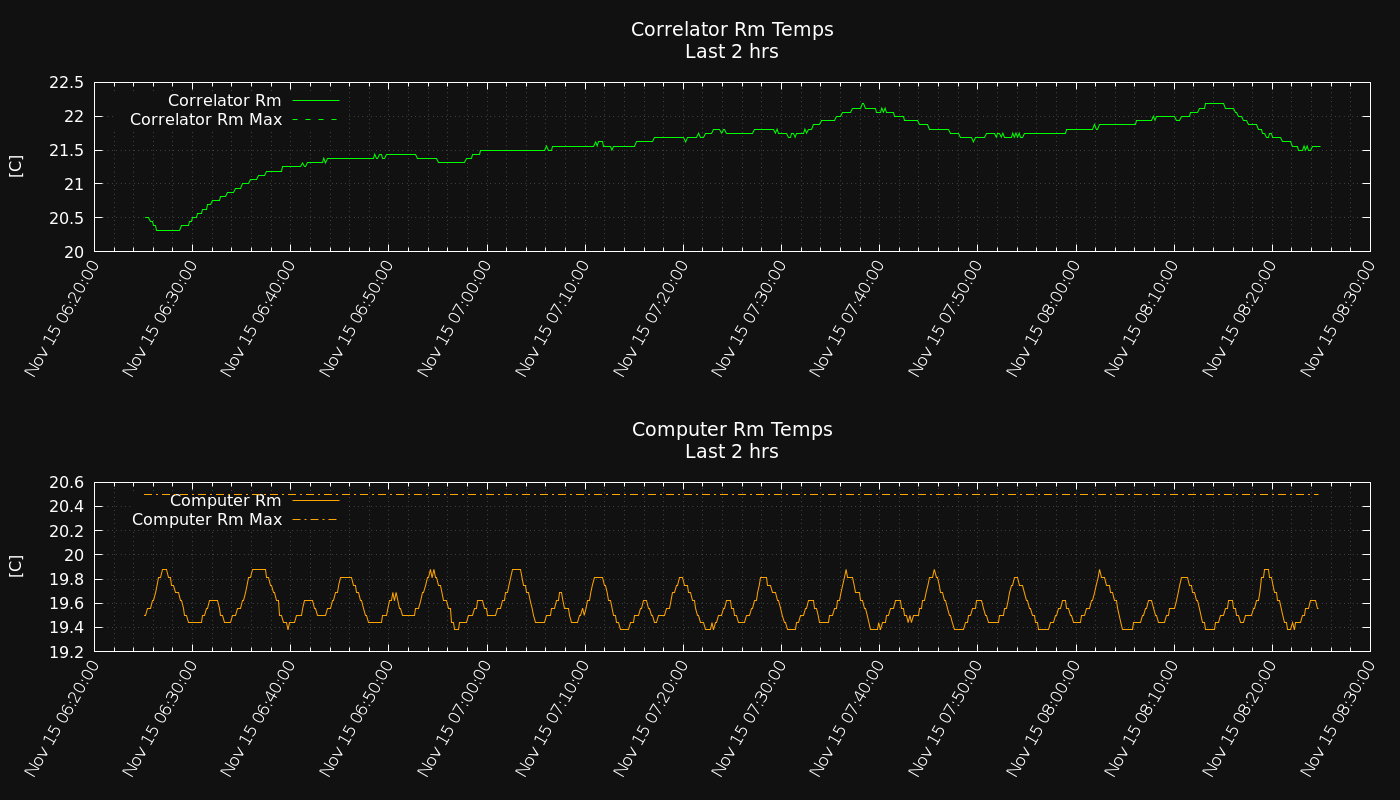 Correlator Rm Temps
Last 2 hrs
22.5
22
21.5
21
20.5
20
[C]
Correlator Rm
Correlator Rm Max
Nov 15 06:20:00
Nov 15 06:30:00
Nov 15 06:40:00
Nov 15 06:50:00
Nov 15 07:00:00
Nov 15 07:10:00
Nov 15 07:20:00
Nov 15 07:30:00
Nov 15 07:40:00
Nov 15 07:50:00
Nov 15 08:00:00
Nov 15 08:10:00
Nov 15 08:20:00
Nov 15 08:30:00
Computer Rm Temps
Last 2 hrs
20.6
20.4
20.2
20
19.8
19.6
19.4
19.2
[C]
Computer Rm
Computer Rm Max
Nov 15 06:20:00
Nov 15 06:30:00
Nov 15 06:40:00
Nov 15 06:50:00
Nov 15 07:00:00
Nov 15 07:10:00
Nov 15 07:20:00
Nov 15 07:30:00
Nov 15 07:40:00
Nov 15 07:50:00
Nov 15 08:00:00
Nov 15 08:10:00
Nov 15 08:20:00
Nov 15 08:30:00